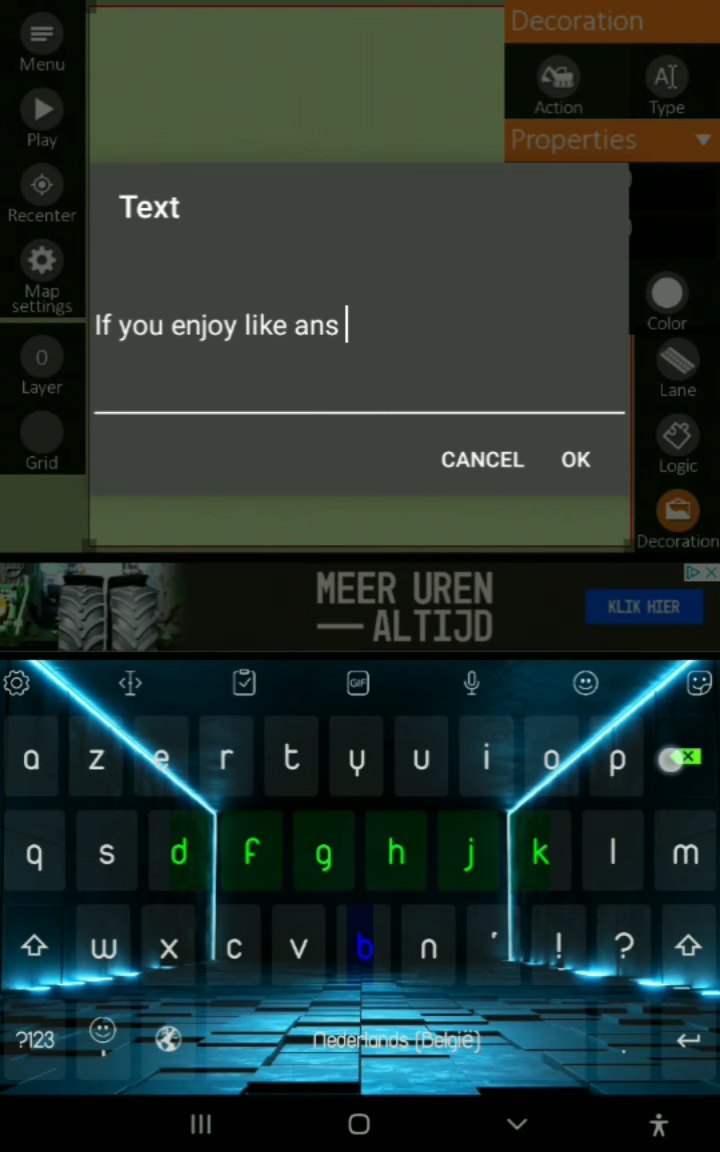 Decoration
Menu
Action
Type
Play
Properties
Recenter
Text
Map
settings
If you enjoy like ans
Color
0
Layer
Lane
Grid
CANCEL
OK
Logic
Decoration
MEER UREN
— ALTIJD
KLIK HIER
GIF
a z e r t y u i o p
q s d f g h j k l m
w x c v b n ' ! ?
?123
,
Nederlands (België)
.